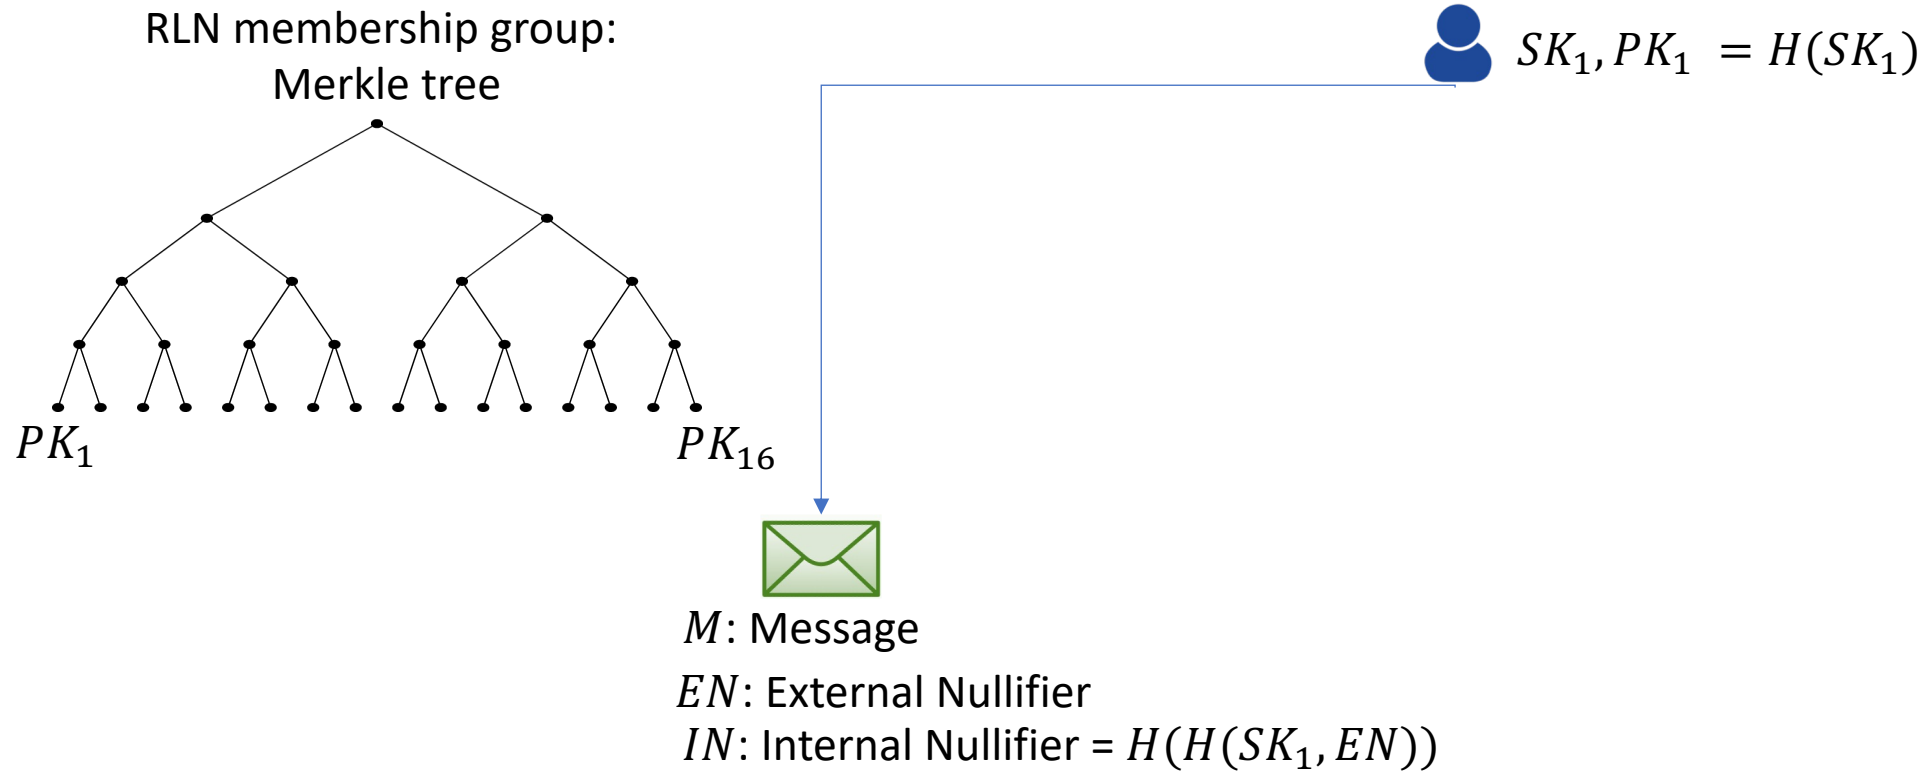 RLN membership group:
Merkle tree
SK₁, PK₁ = H(SK₁)
PK₁
PK₁₆
M: Message
EN: External Nullifier
IN: Internal Nullifier = H(H(SK₁, EN))